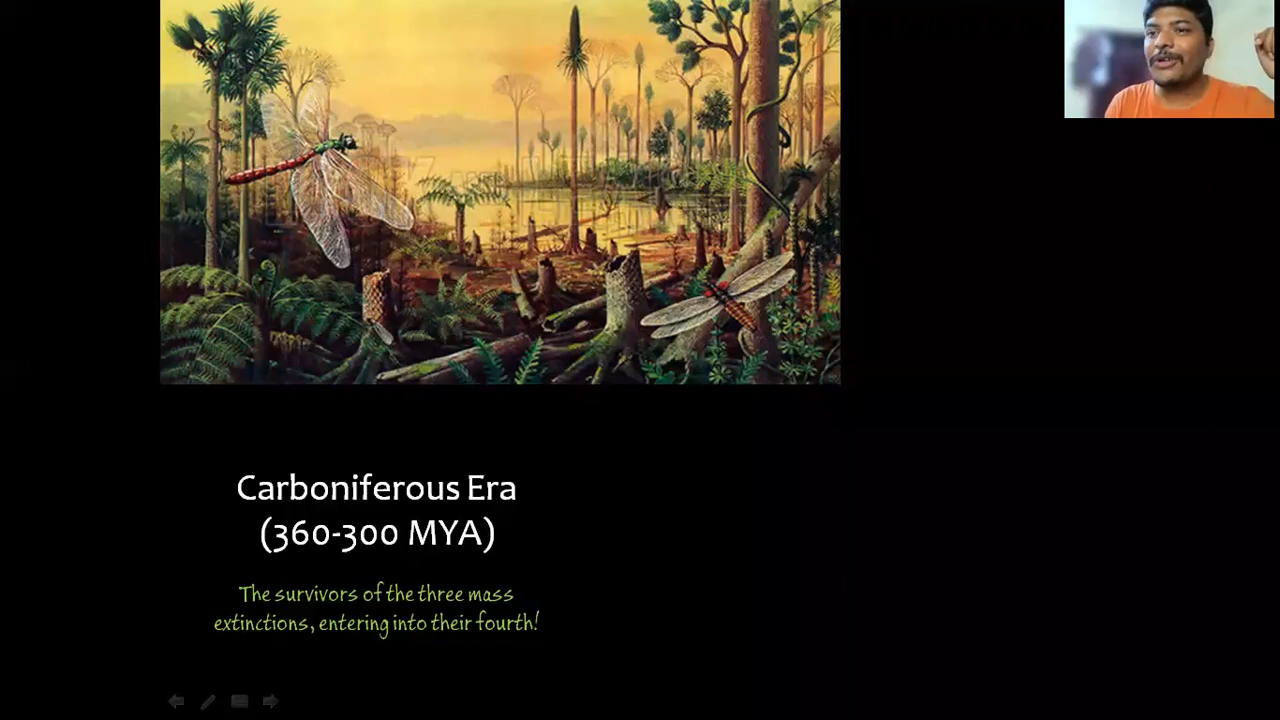 Carboniferous Era
(360-300 MYA)
The survivors of the three mass
extinctions, entering into their fourth!